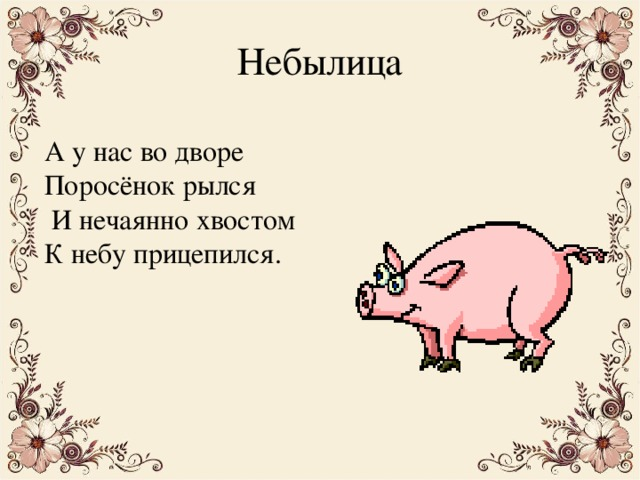 Небылица
А у нас во дворе
Поросёнок рылся
И нечаянно хвостом
К небу прицепился.